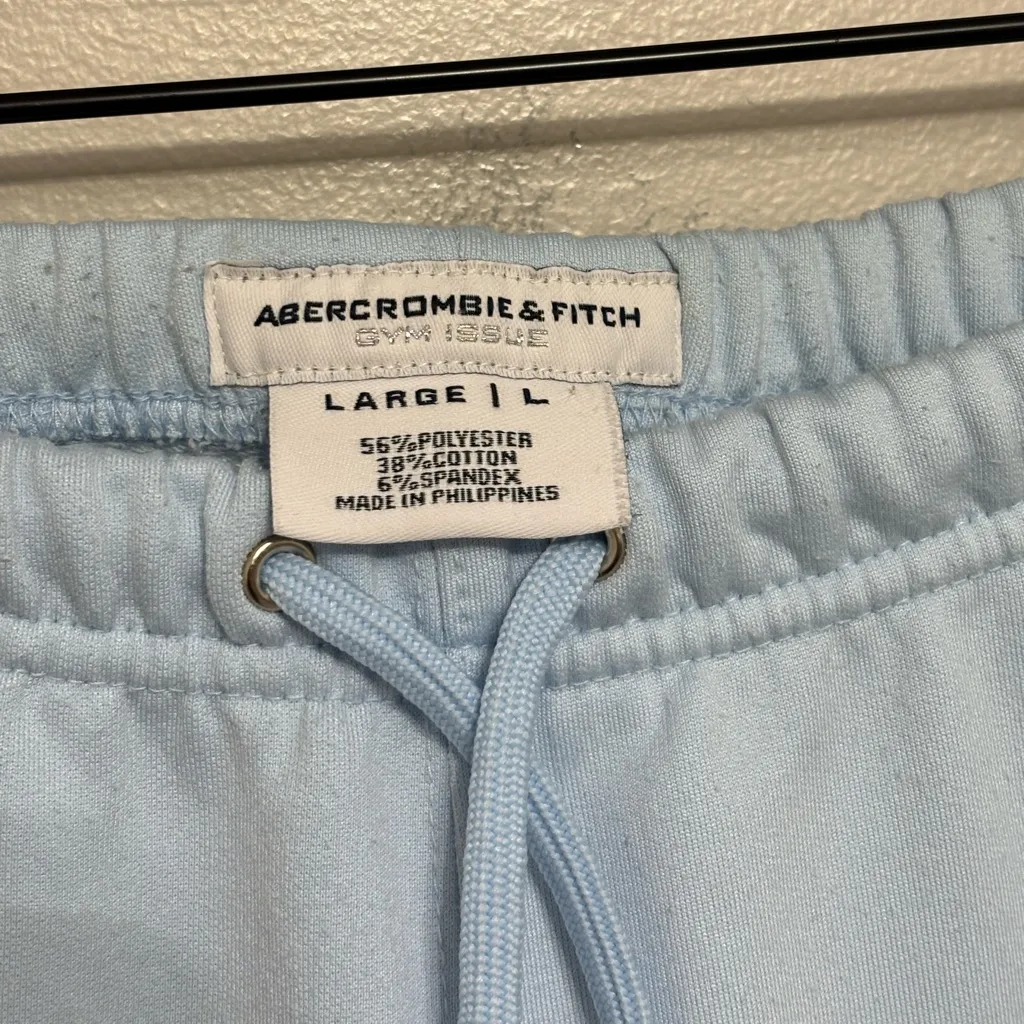 ABERCROMBIE & FITCH
GYM ISSUE
LARGE | L
56% POLYESTER
38% COTTON
6% SPANDEX
MADE IN PHILIPPINES